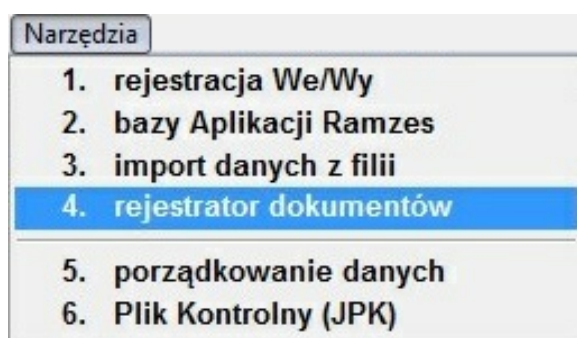 Narzędzia
1. rejestracja We/Wy
2. bazy Aplikacji Ramzes
3. import danych z filii
4. rejestrator dokumentów
5. porządkowanie danych
6. Plik Kontrolny (JPK)